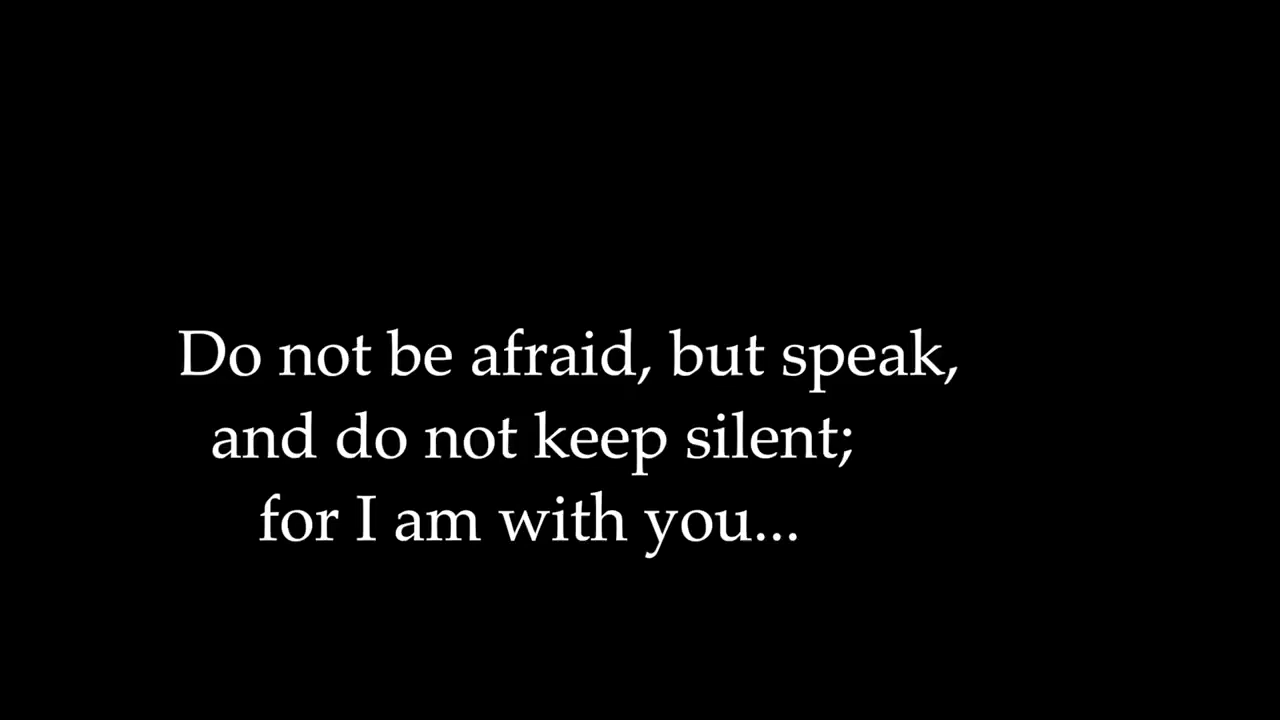 Do not be afraid, but speak,
and do not keep silent;
for I am with you...